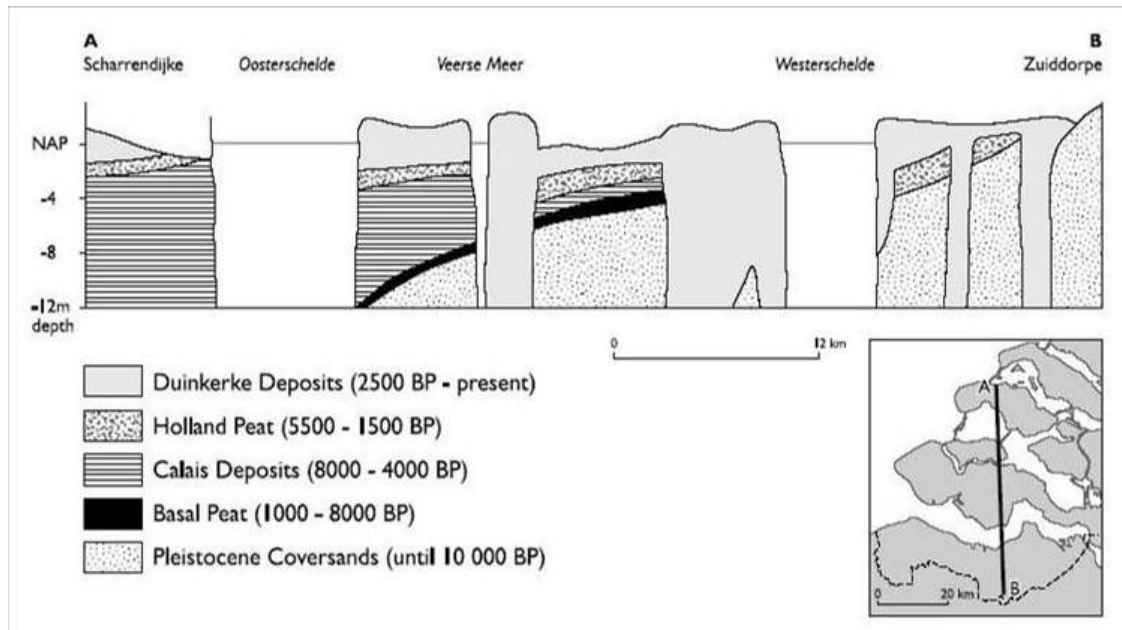 A
B
Scharrendijke
Oosterschelde
Veerse Meer
Westerschelde
Zuiddorpe
NAP
-4
-8
-12m
depth
0
12 km
Duinkerke Deposits (2500 BP - present)
Holland Peat (5500 - 1500 BP)
Calais Deposits (8000 - 4000 BP)
Basal Peat (1000 - 8000 BP)
Pleistocene Coversands (until 10 000 BP)
A
B
0
20 km